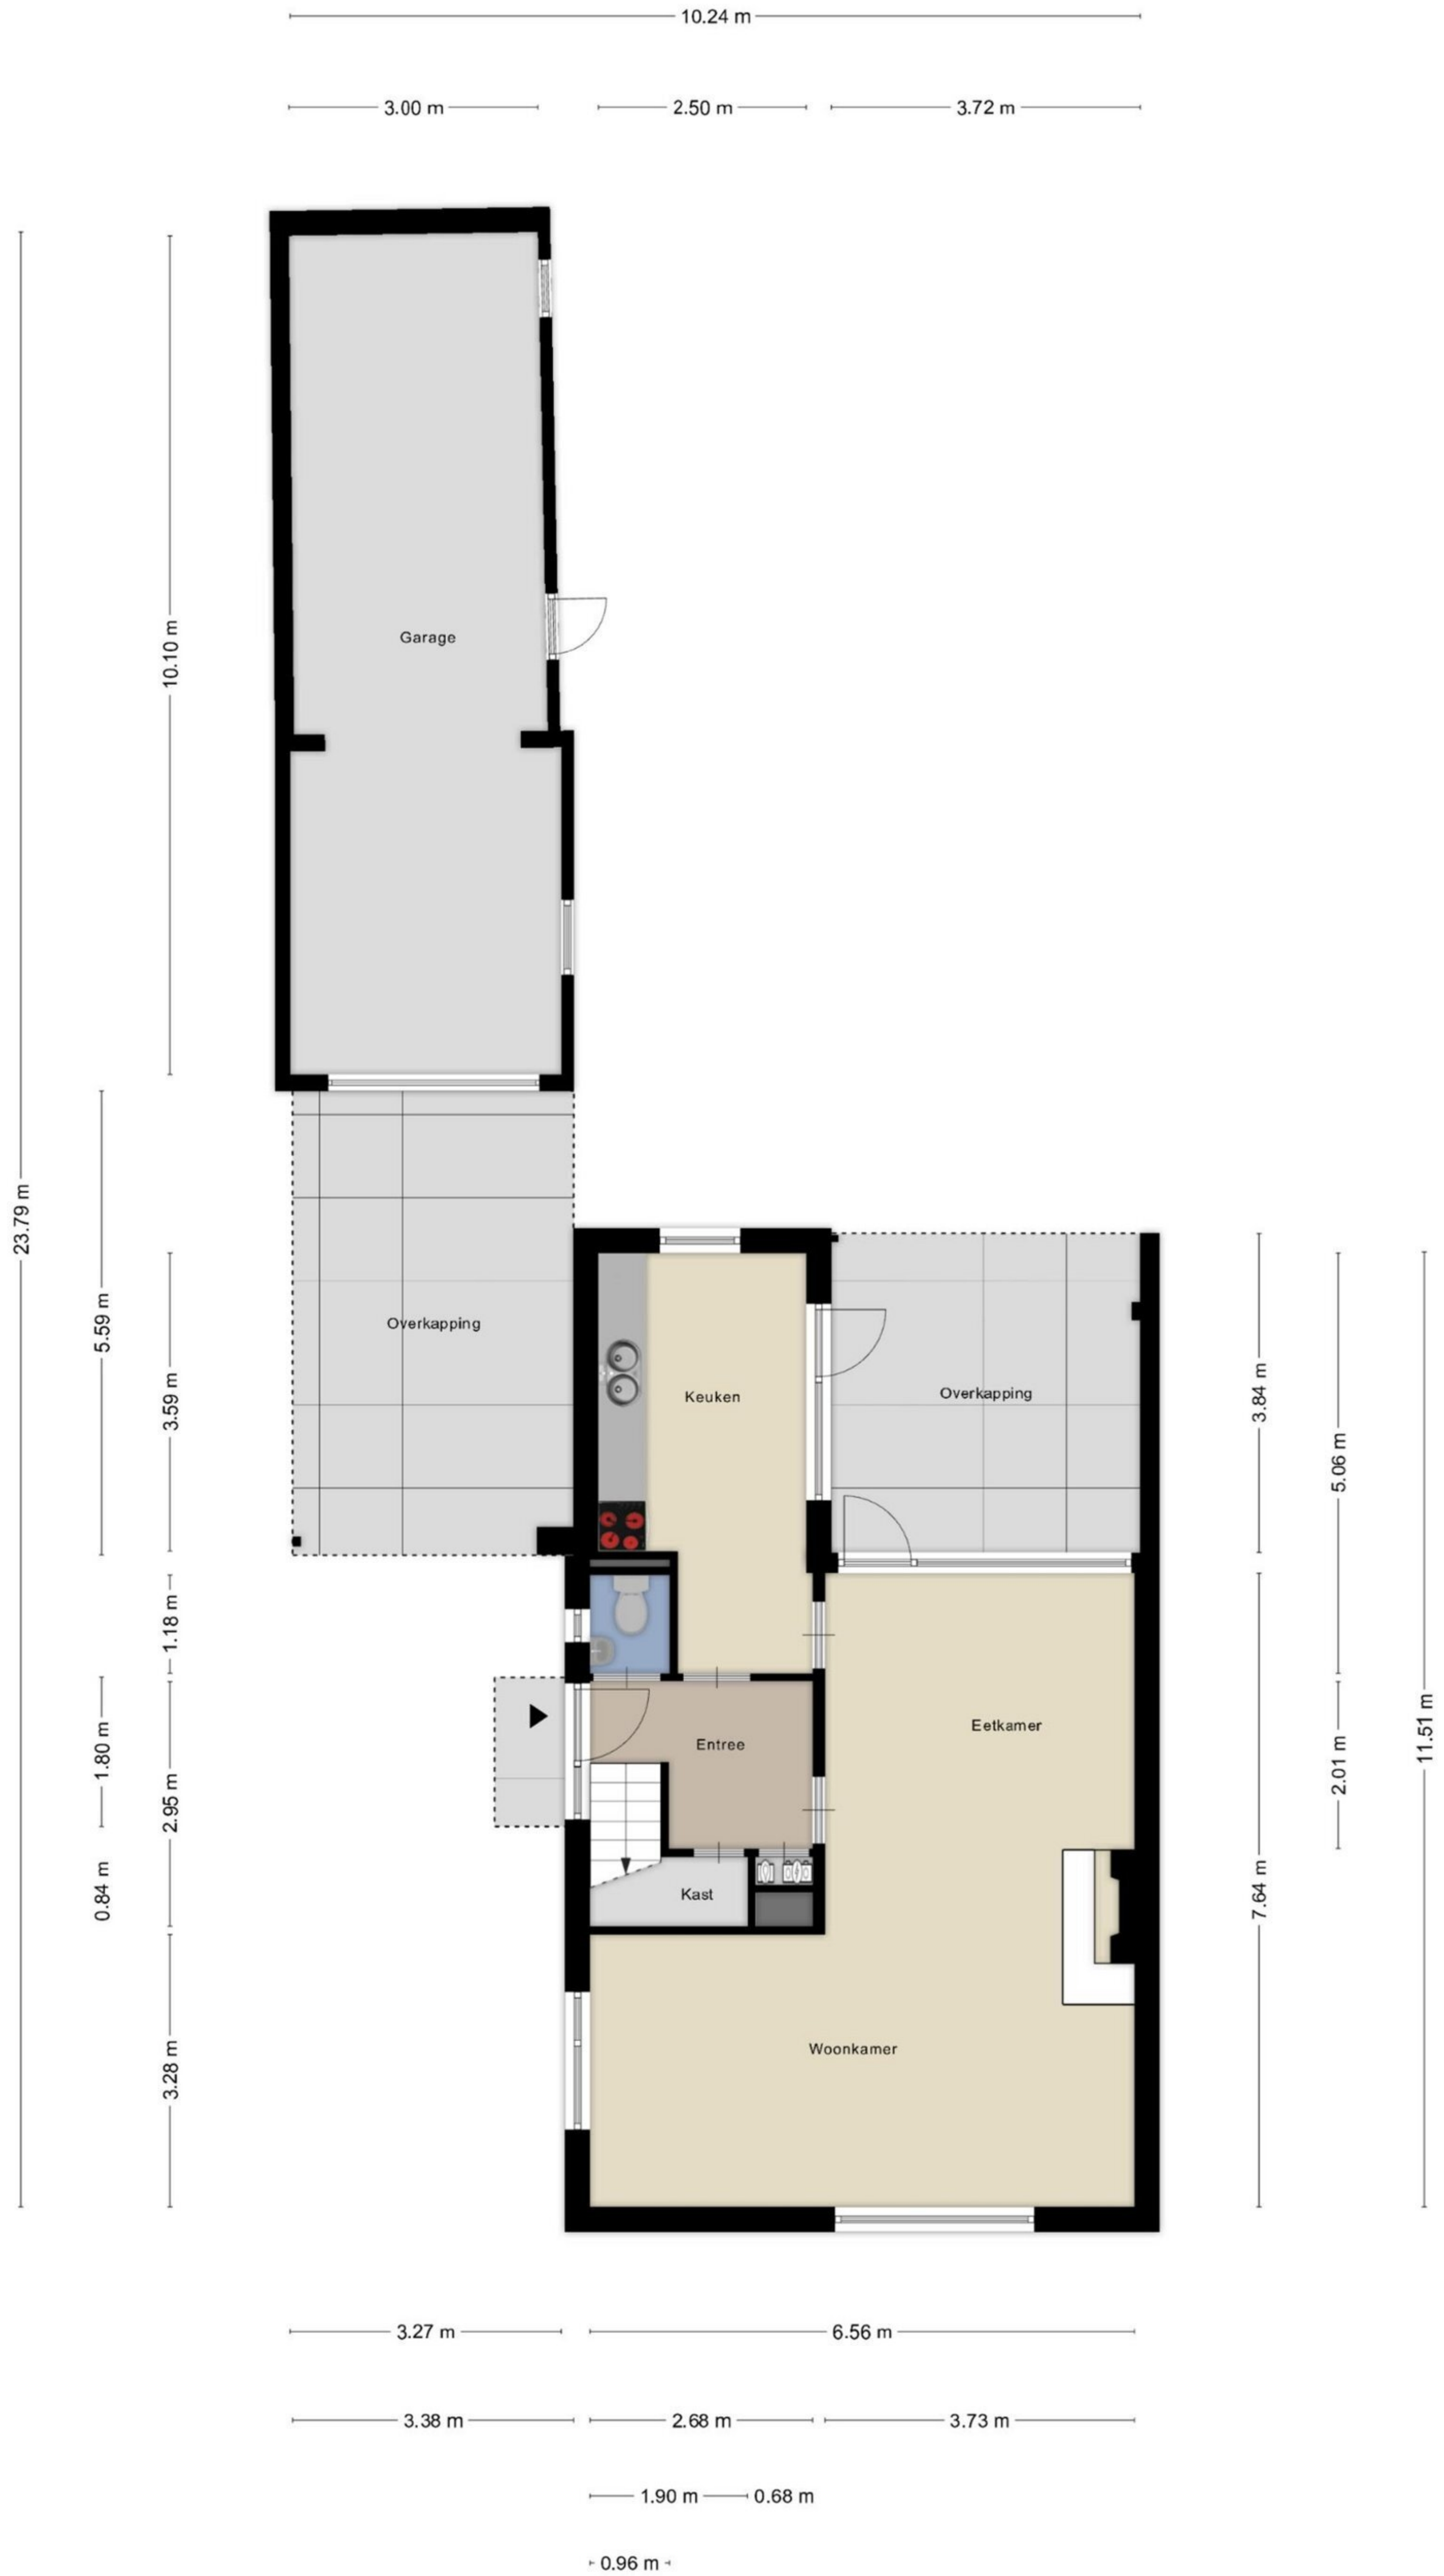 10.24 m
3.00 m
2.50 m
3.72 m
Garage
10.10 m
23.79 m
5.59 m
3.59 m
Overkapping
Keuken
Overkapping
3.84 m
5.06 m
1.18 m
1.80 m
2.95 m
0.84 m
Entree
Eetkamer
2.01 m
11.51 m
7.64 m
Kast
3.28 m
Woonkamer
3.27 m
6.56 m
3.38 m
2.68 m
3.73 m
1.90 m
0.68 m
0.96 m